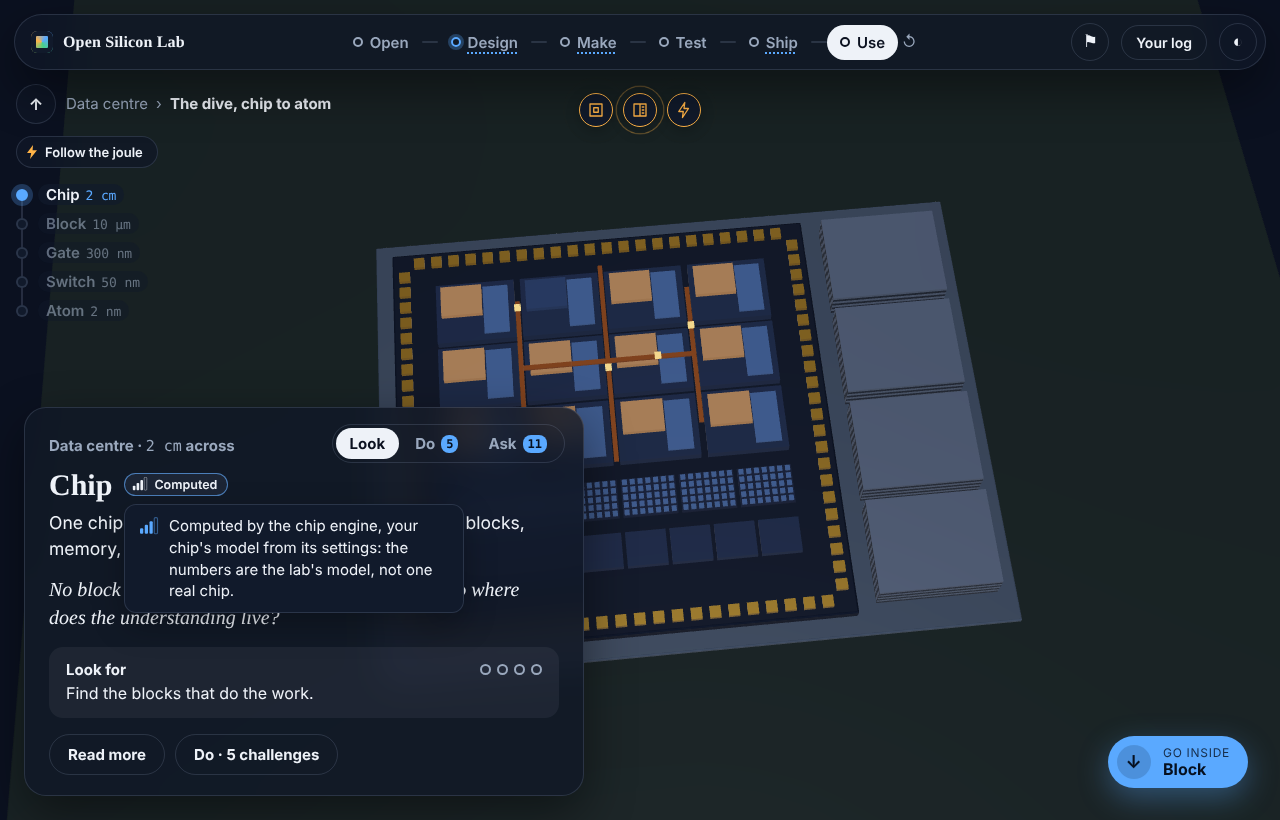 Open Silicon Lab
Open
Design
Make
Test
Ship
Use
Your log
Data centre › The dive, chip to atom
Follow the joule
Chip 2 cm
Block 10 µm
Gate 300 nm
Switch 50 nm
Atom 2 nm
Data centre · 2 cm across
Look
Do 5
Ask 11
Chip
Computed
One chip
blocks,
memory,
Computed by the chip engine, your
chip's model from its settings: the
numbers are the lab's model, not one
real chip.
No block
where
does the understanding live?
Look for
Find the blocks that do the work.
Read more
Do · 5 challenges
GO INSIDE
Block